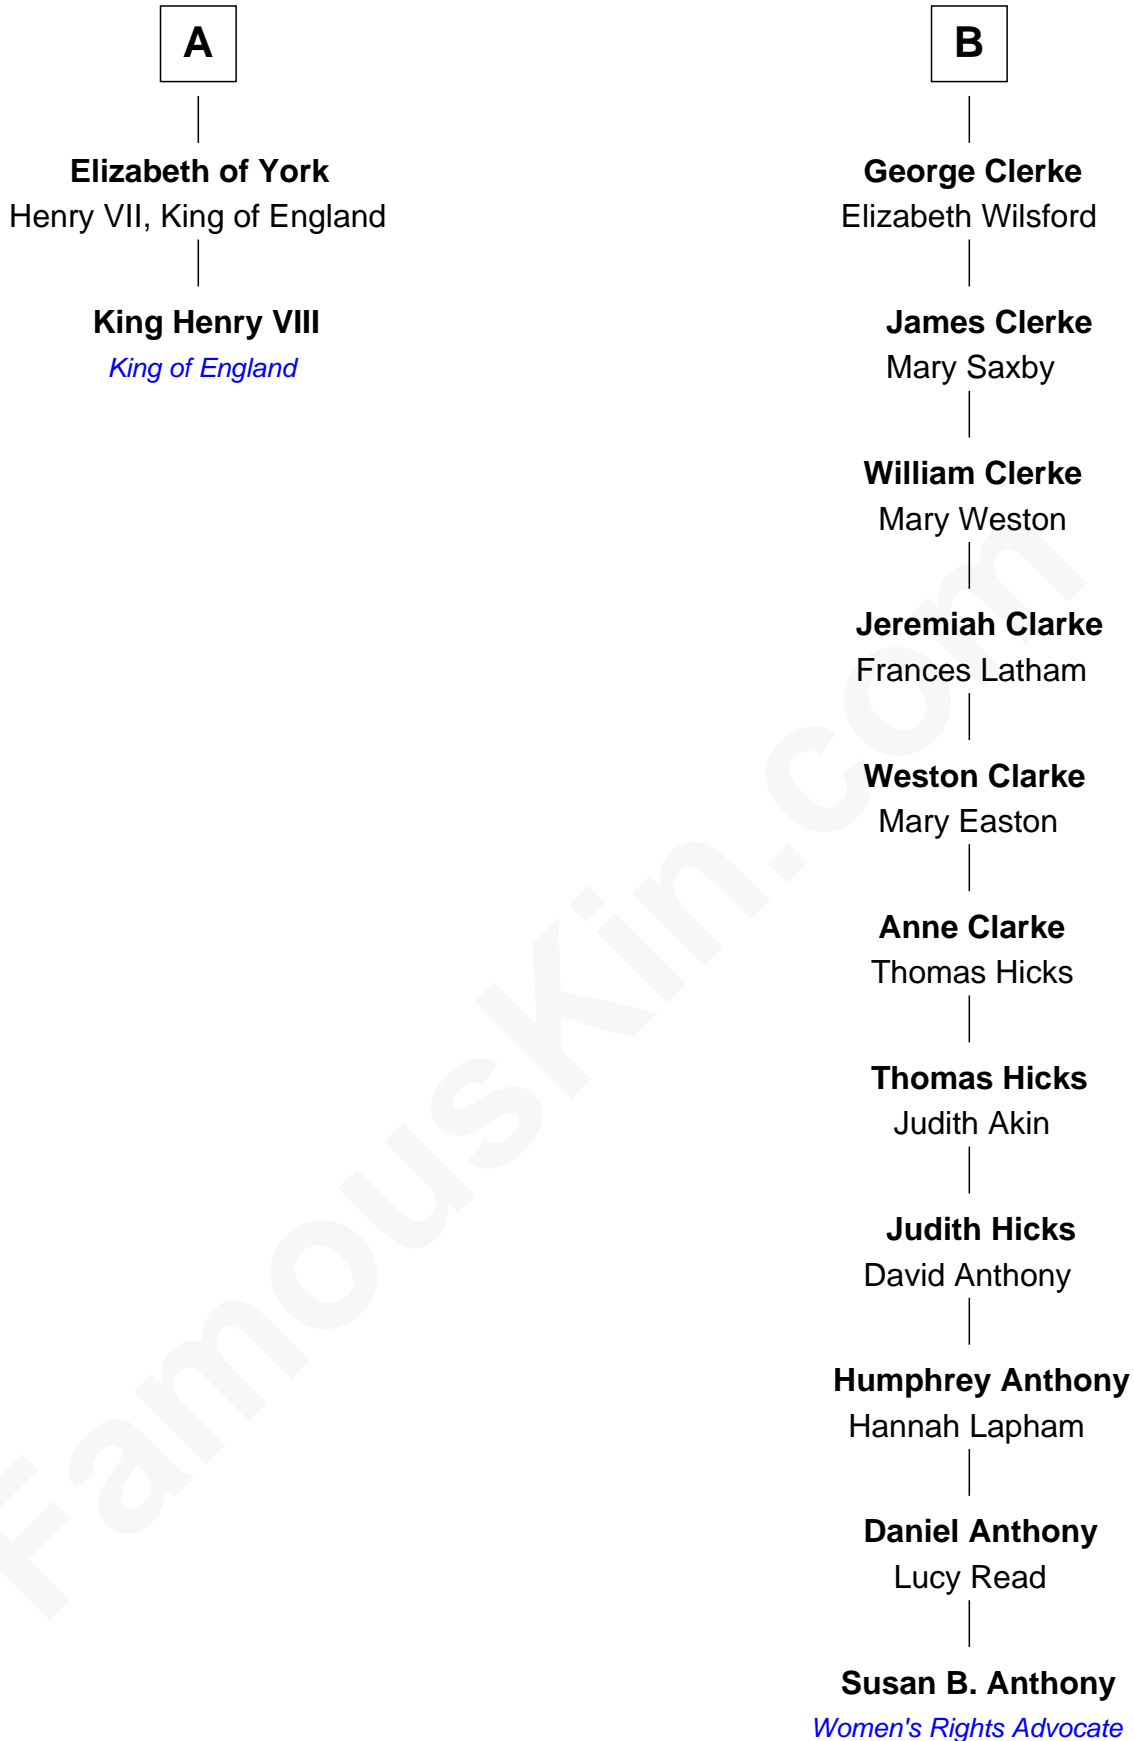 A
Elizabeth of York
Henry VII, King of England
King Henry VIII
King of England
B
George Clerke
Elizabeth Wilsford
James Clerke
Mary Saxby
William Clerke
Mary Weston
Jeremiah Clarke
Frances Latham
Weston Clarke
Mary Easton
Anne Clarke
Thomas Hicks
Thomas Hicks
Judith Akin
Judith Hicks
David Anthony
Humphrey Anthony
Hannah Lapham
Daniel Anthony
Lucy Read
Susan B. Anthony
Women's Rights Advocate
FamousKin.com